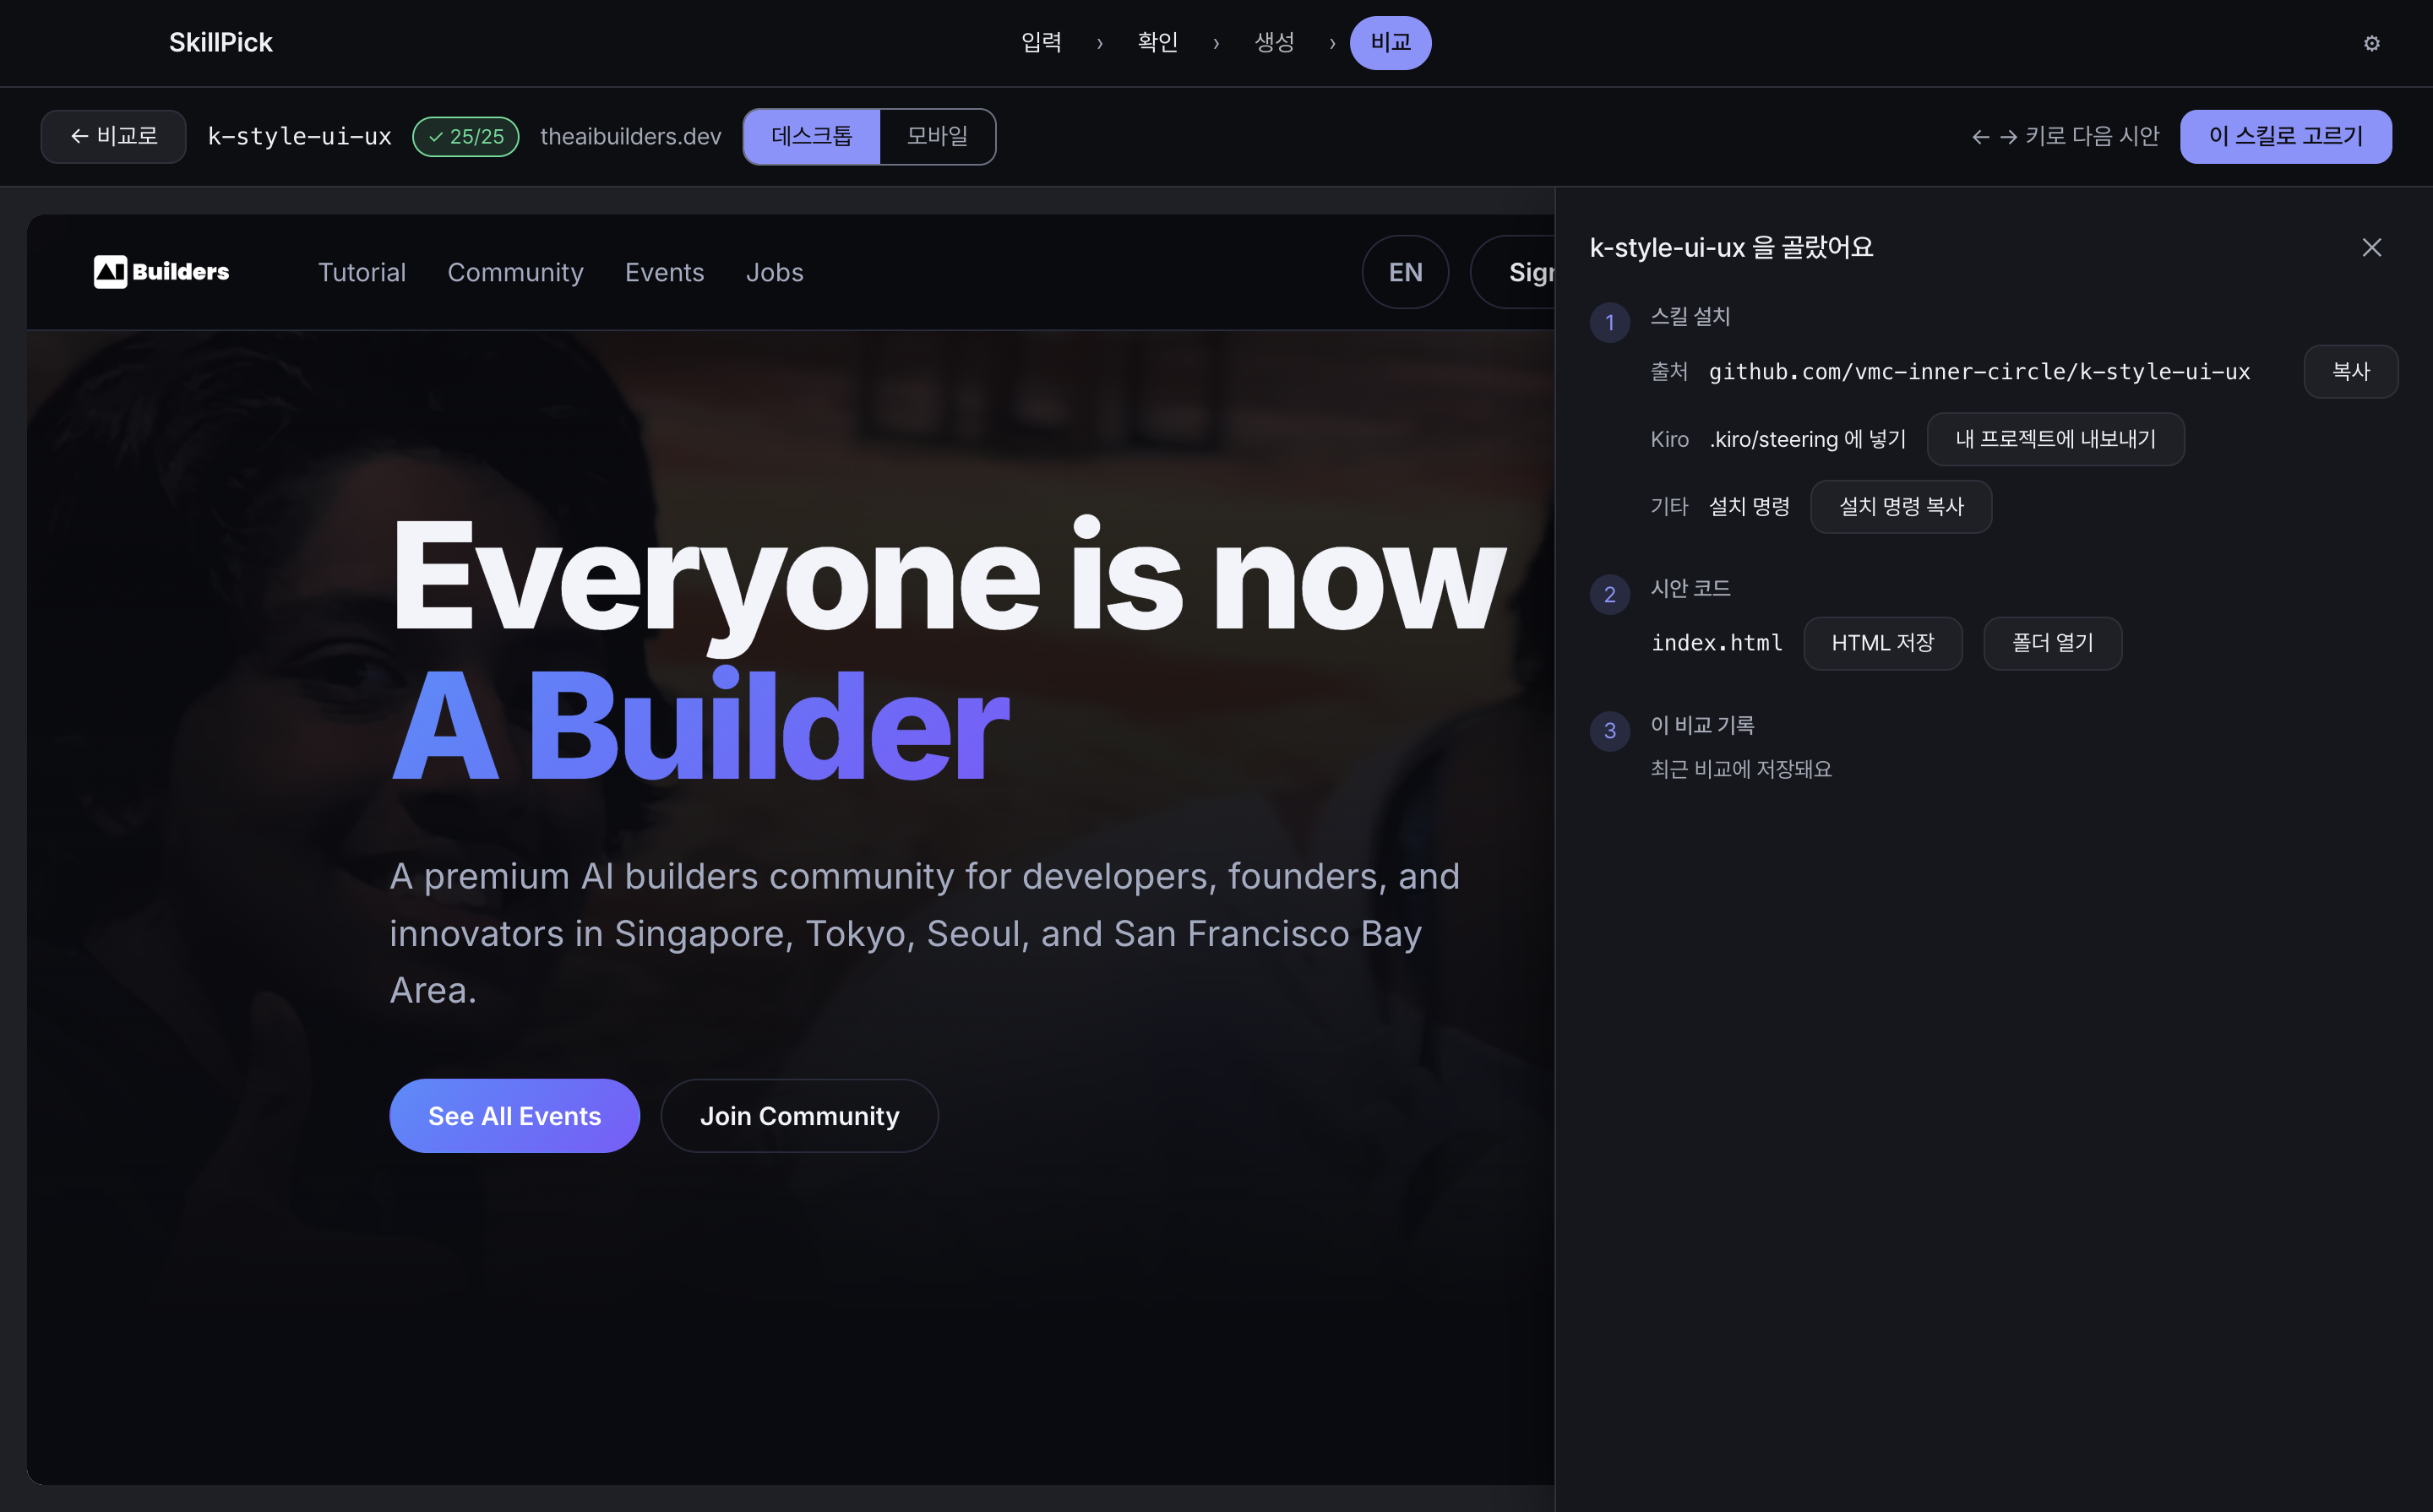 SkillPick
입력 › 확인 › 생성 › 비교
← 비교로 k-style-ui-ux ✓ 25/25 theaibuilders.dev 데스크톱 모바일 ← → 키로 다음 시안 이 스킬로 고르기
AI Builders Tutorial Community Events Jobs EN Sign
Everyone is now
A Builder
A premium AI builders community for developers, founders, and
innovators in Singapore, Tokyo, Seoul, and San Francisco Bay
Area.
See All Events Join Community
k-style-ui-ux 을 골랐어요
1 스킬 설치
출처 github.com/vmc-inner-circle/k-style-ui-ux 복사
Kiro .kiro/steering 에 넣기 내 프로젝트에 내보내기
기타 설치 명령 설치 명령 복사
2 시안 코드
index.html HTML 저장 폴더 열기
3 이 비교 기록
최근 비교에 저장돼요